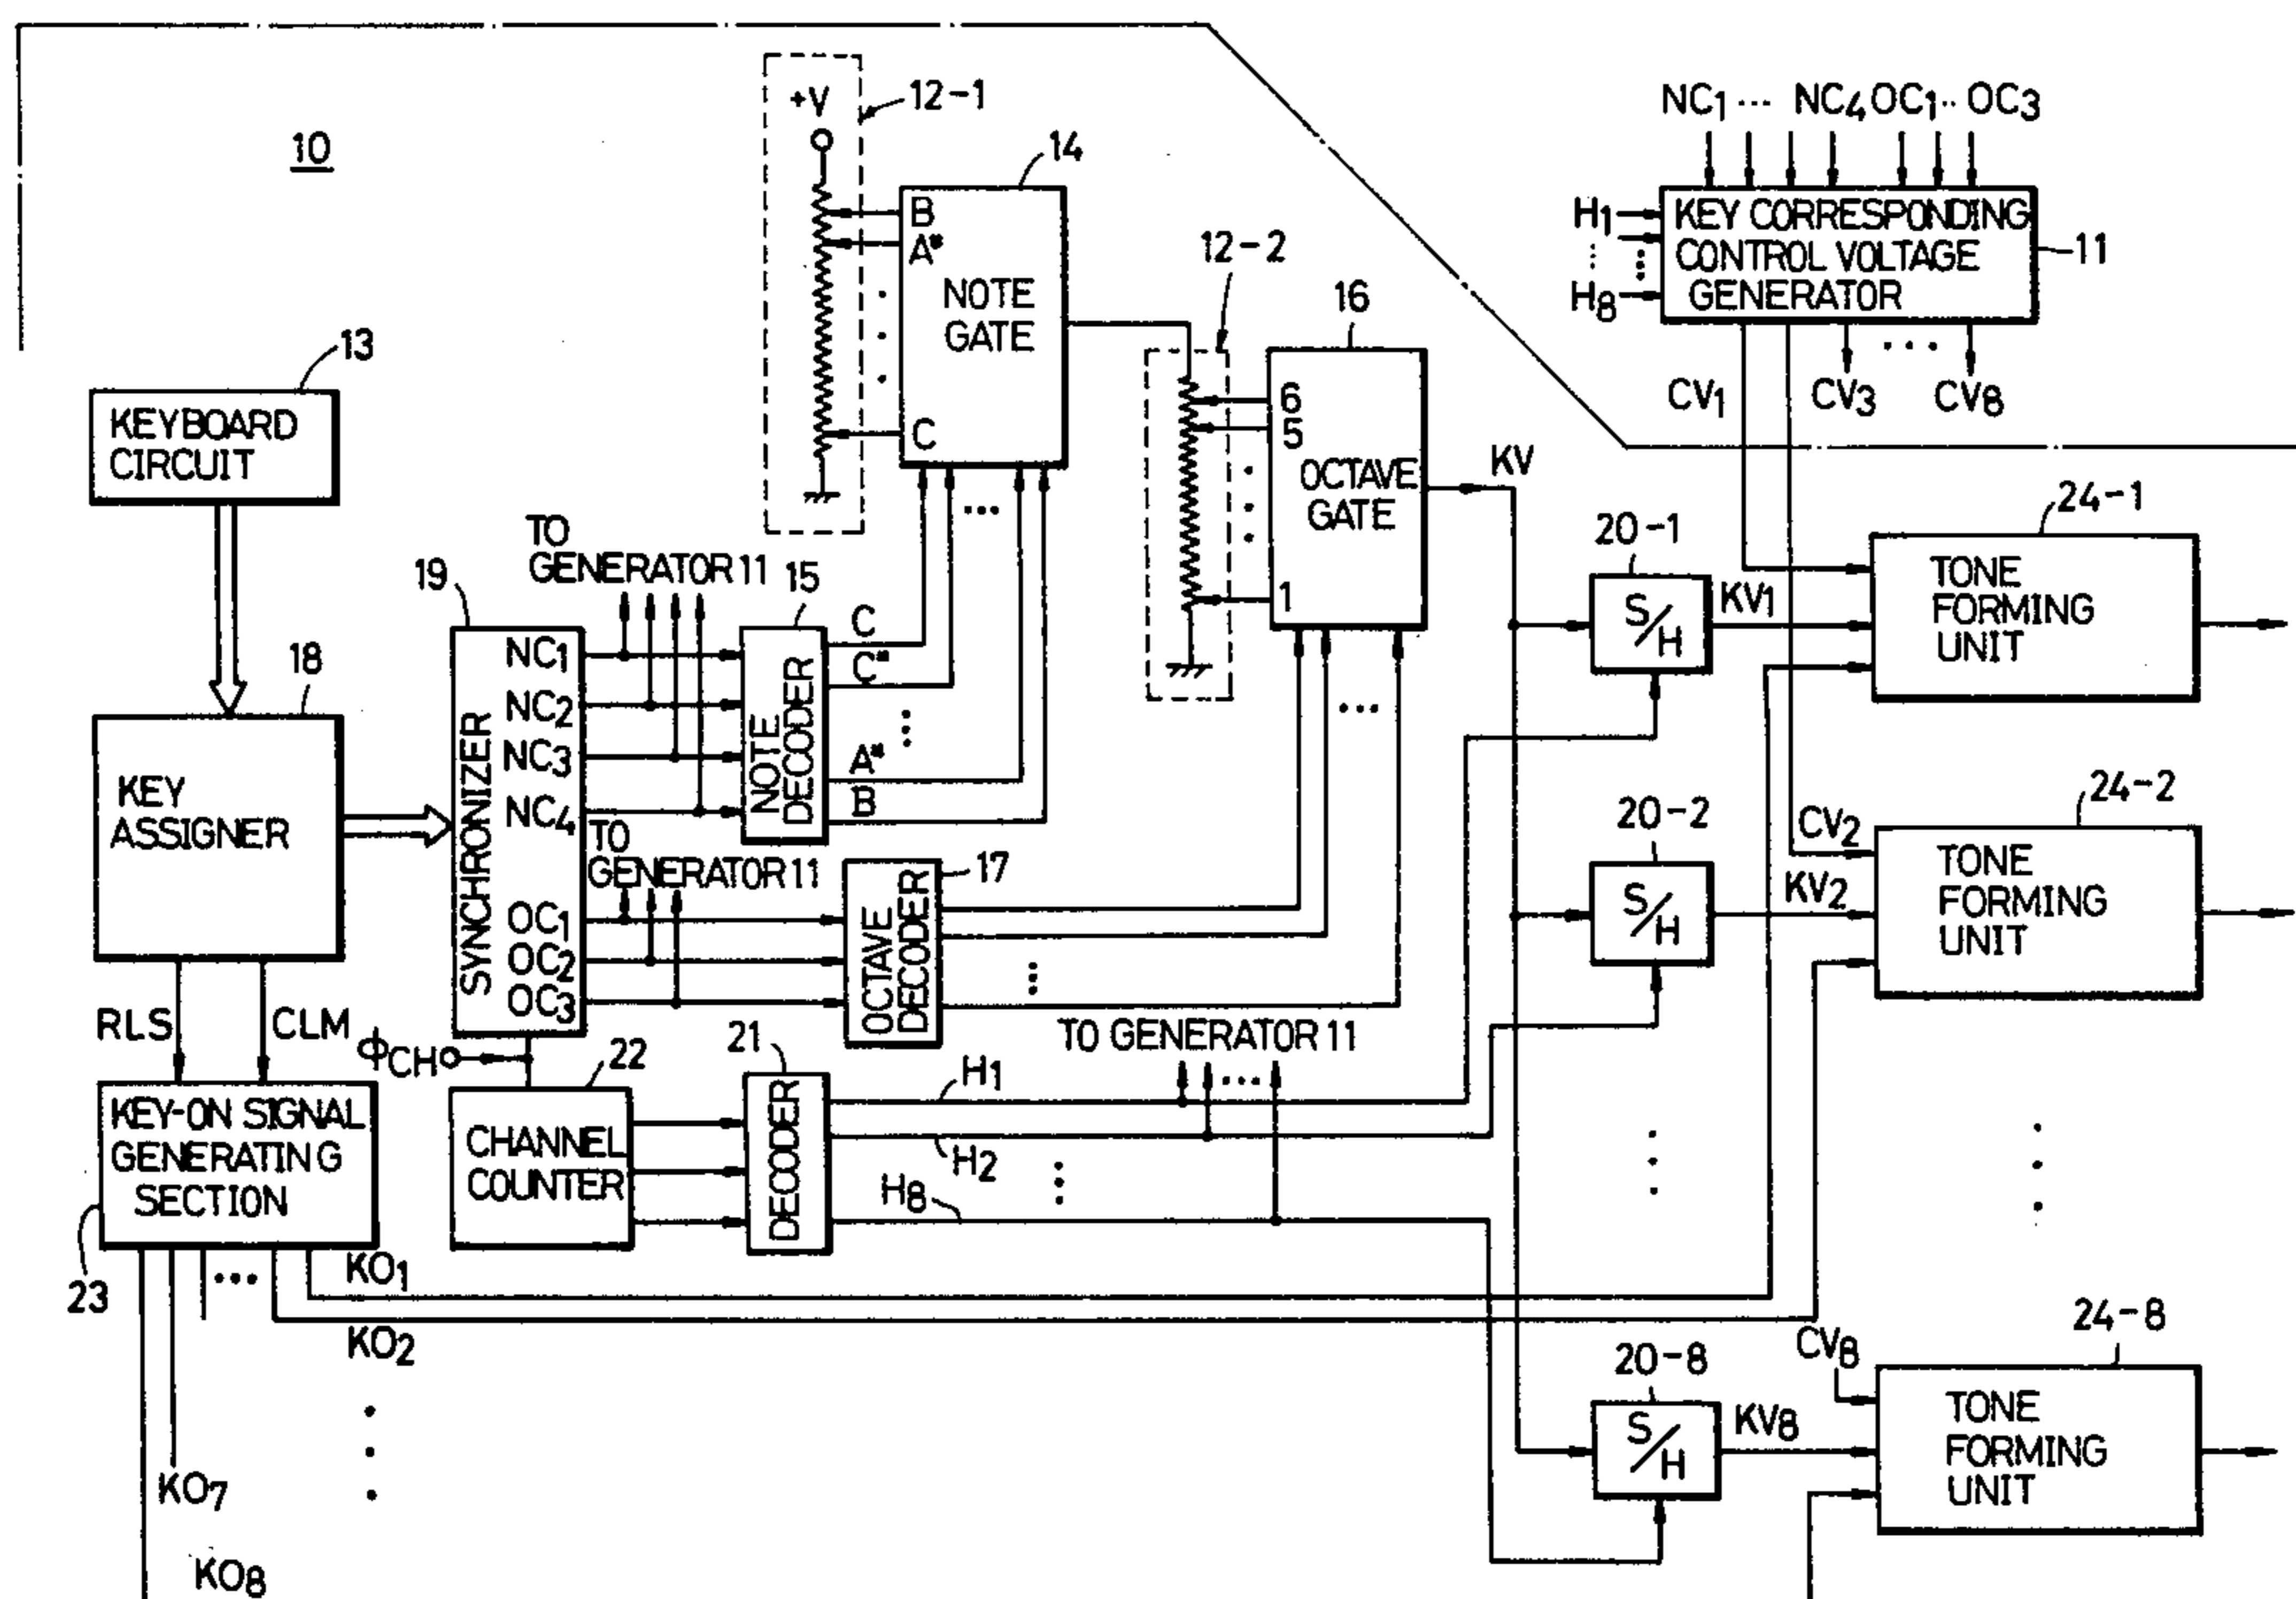 10
12-1
+V
14
B
A*
NOTE
GATE
C
12-2
16
6
5
OCTAVE
GATE
1
KV
NC1 ... NC4 OC1 .. OC3
H1
H8
KEY CORRESPONDING
CONTROL VOLTAGE
GENERATOR
11
CV1
CV3
...
CV8
13
KEYBOARD
CIRCUIT
18
KEY
ASSIGNER
RLS
CLM
KEY-ON SIGNAL
GENERATING
SECTION
23
KO1
KO2
KO7
KO8
TO
GENERATOR 11
19
SYNCHRONIZER
NC1
NC2
NC3
NC4
TO
GENERATOR 11
OC1
OC2
OC3
15
NOTE
DECODER
C
C*
A*
B
17
OCTAVE
DECODER
ΦCH
22
CHANNEL
COUNTER
21
DECODER
TO GENERATOR 11
H1
H2
H8
20-1
S/H
KV1
24-1
TONE
FORMING
UNIT
20-2
S/H
CV2
KV2
24-2
TONE
FORMING
UNIT
20-8
S/H
CV8
KV8
24-8
TONE
FORMING
UNIT